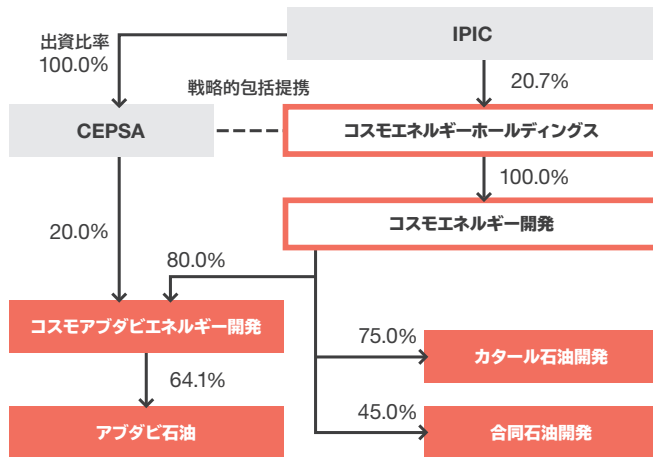 出資比率
100.0%
IPIC
20.7%
戦略的包括提携
CEPSA
コスモエネルギーホールディングス
100.0%
コスモエネルギー開発
20.0%
80.0%
コスモアブダビエネルギー開発
75.0%
カタール石油開発
64.1%
45.0%
アブダビ石油
合同石油開発